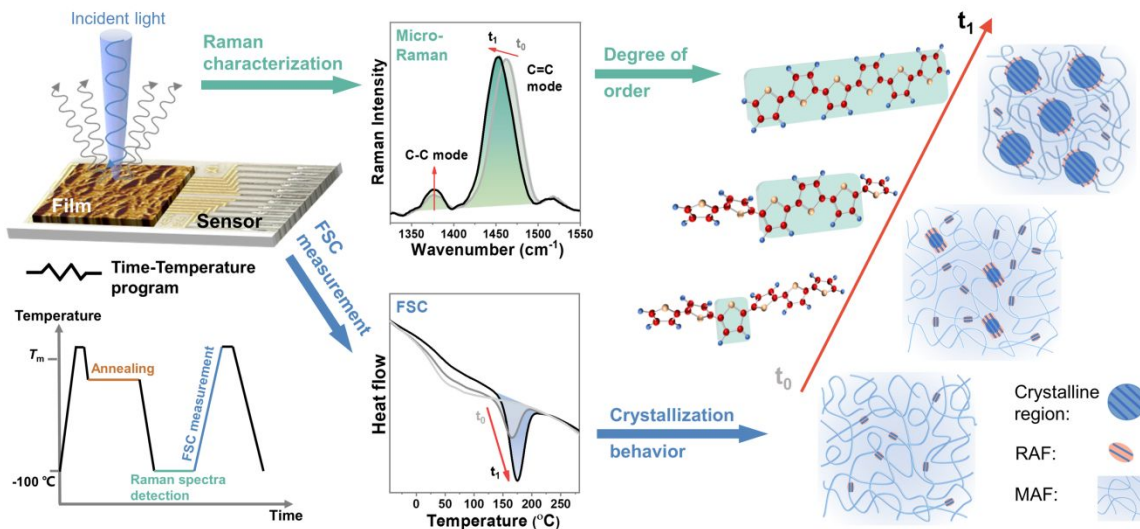 Incident light
Film
Sensor
Raman
characterization
Micro-
Raman
t₁
t₀
C=C
mode
C-C mode
Raman Intensity
1350 1400 1450 1500 1550
Wavenumber (cm⁻¹)
Degree of
order
t₁
t₀
FSC
measurement
Time-Temperature
program
Temperature
Tm
Annealing
FSC measurement
-100 ℃
Raman spectra
detection
Time
FSC
Heat flow
t₀
t₁
0 50 100 150 200 250
Temperature (°C)
Crystallization
behavior
Crystalline
region:
RAF:
MAF: